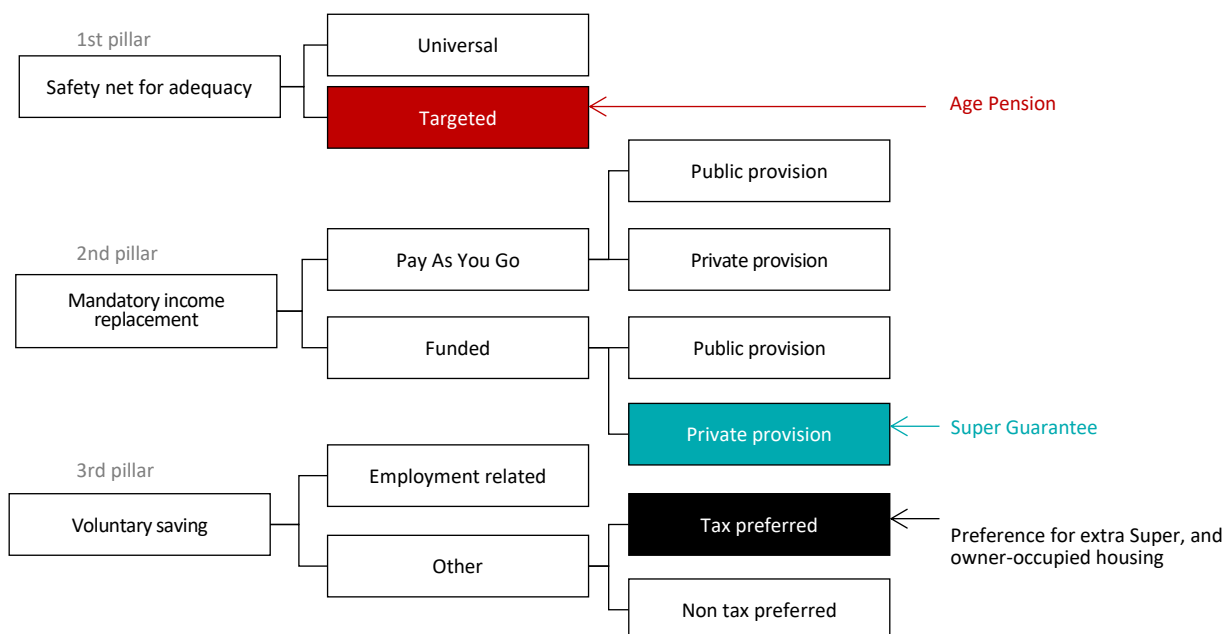 1st pillar
Safety net for adequacy
Universal
Targeted
Age Pension
2nd pillar
Mandatory income
replacement
Pay As You Go
Public provision
Private provision
Funded
Public provision
Private provision
Super Guarantee
3rd pillar
Voluntary saving
Employment related
Other
Tax preferred
Preference for extra Super, and
owner-occupied housing
Non tax preferred